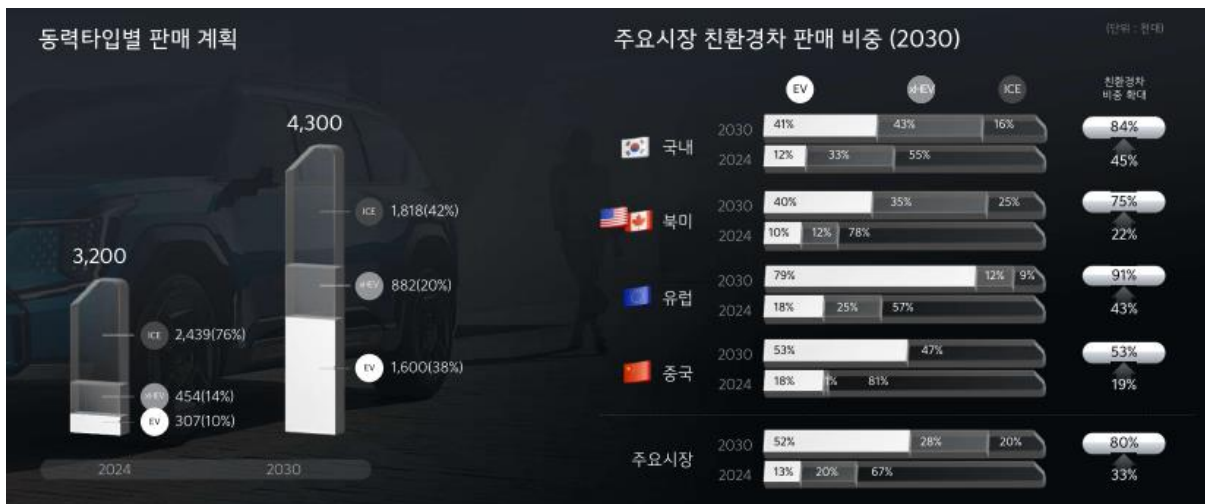 동력타입별 판매 계획
4,300
ICE 1,818(42%)
xHEV 882(20%)
EV 1,600(38%)
3,200
ICE 2,439(76%)
xHEV 454(14%)
EV 307(10%)
2024 2030
주요시장 친환경차 판매 비중 (2030)
(단위 : 천대)
EV xHEV ICE
친환경차
비중 확대
국내
2030 41% 43% 16% 84%
2024 12% 33% 55% 45%
북미
2030 40% 35% 25% 75%
2024 10% 12% 78% 22%
유럽
2030 79% 12% 9% 91%
2024 18% 25% 57% 43%
중국
2030 53% 47% 53%
2024 18% 1% 81% 19%
주요시장
2030 52% 28% 20% 80%
2024 13% 20% 67% 33%